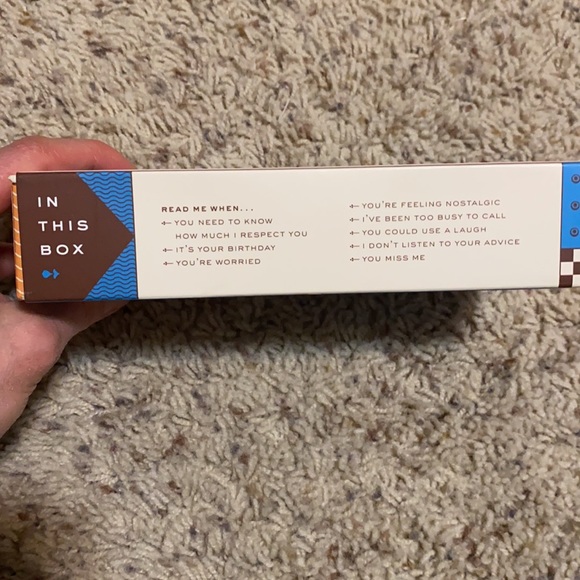 IN
THIS
BOX
READ ME WHEN...
YOU NEED TO KNOW
HOW MUCH I RESPECT YOU
IT'S YOUR BIRTHDAY
YOU'RE WORRIED
YOU'RE FEELING NOSTALGIC
I'VE BEEN TOO BUSY TO CALL
YOU COULD USE A LAUGH
I DON'T LISTEN TO YOUR ADVICE
YOU MISS ME